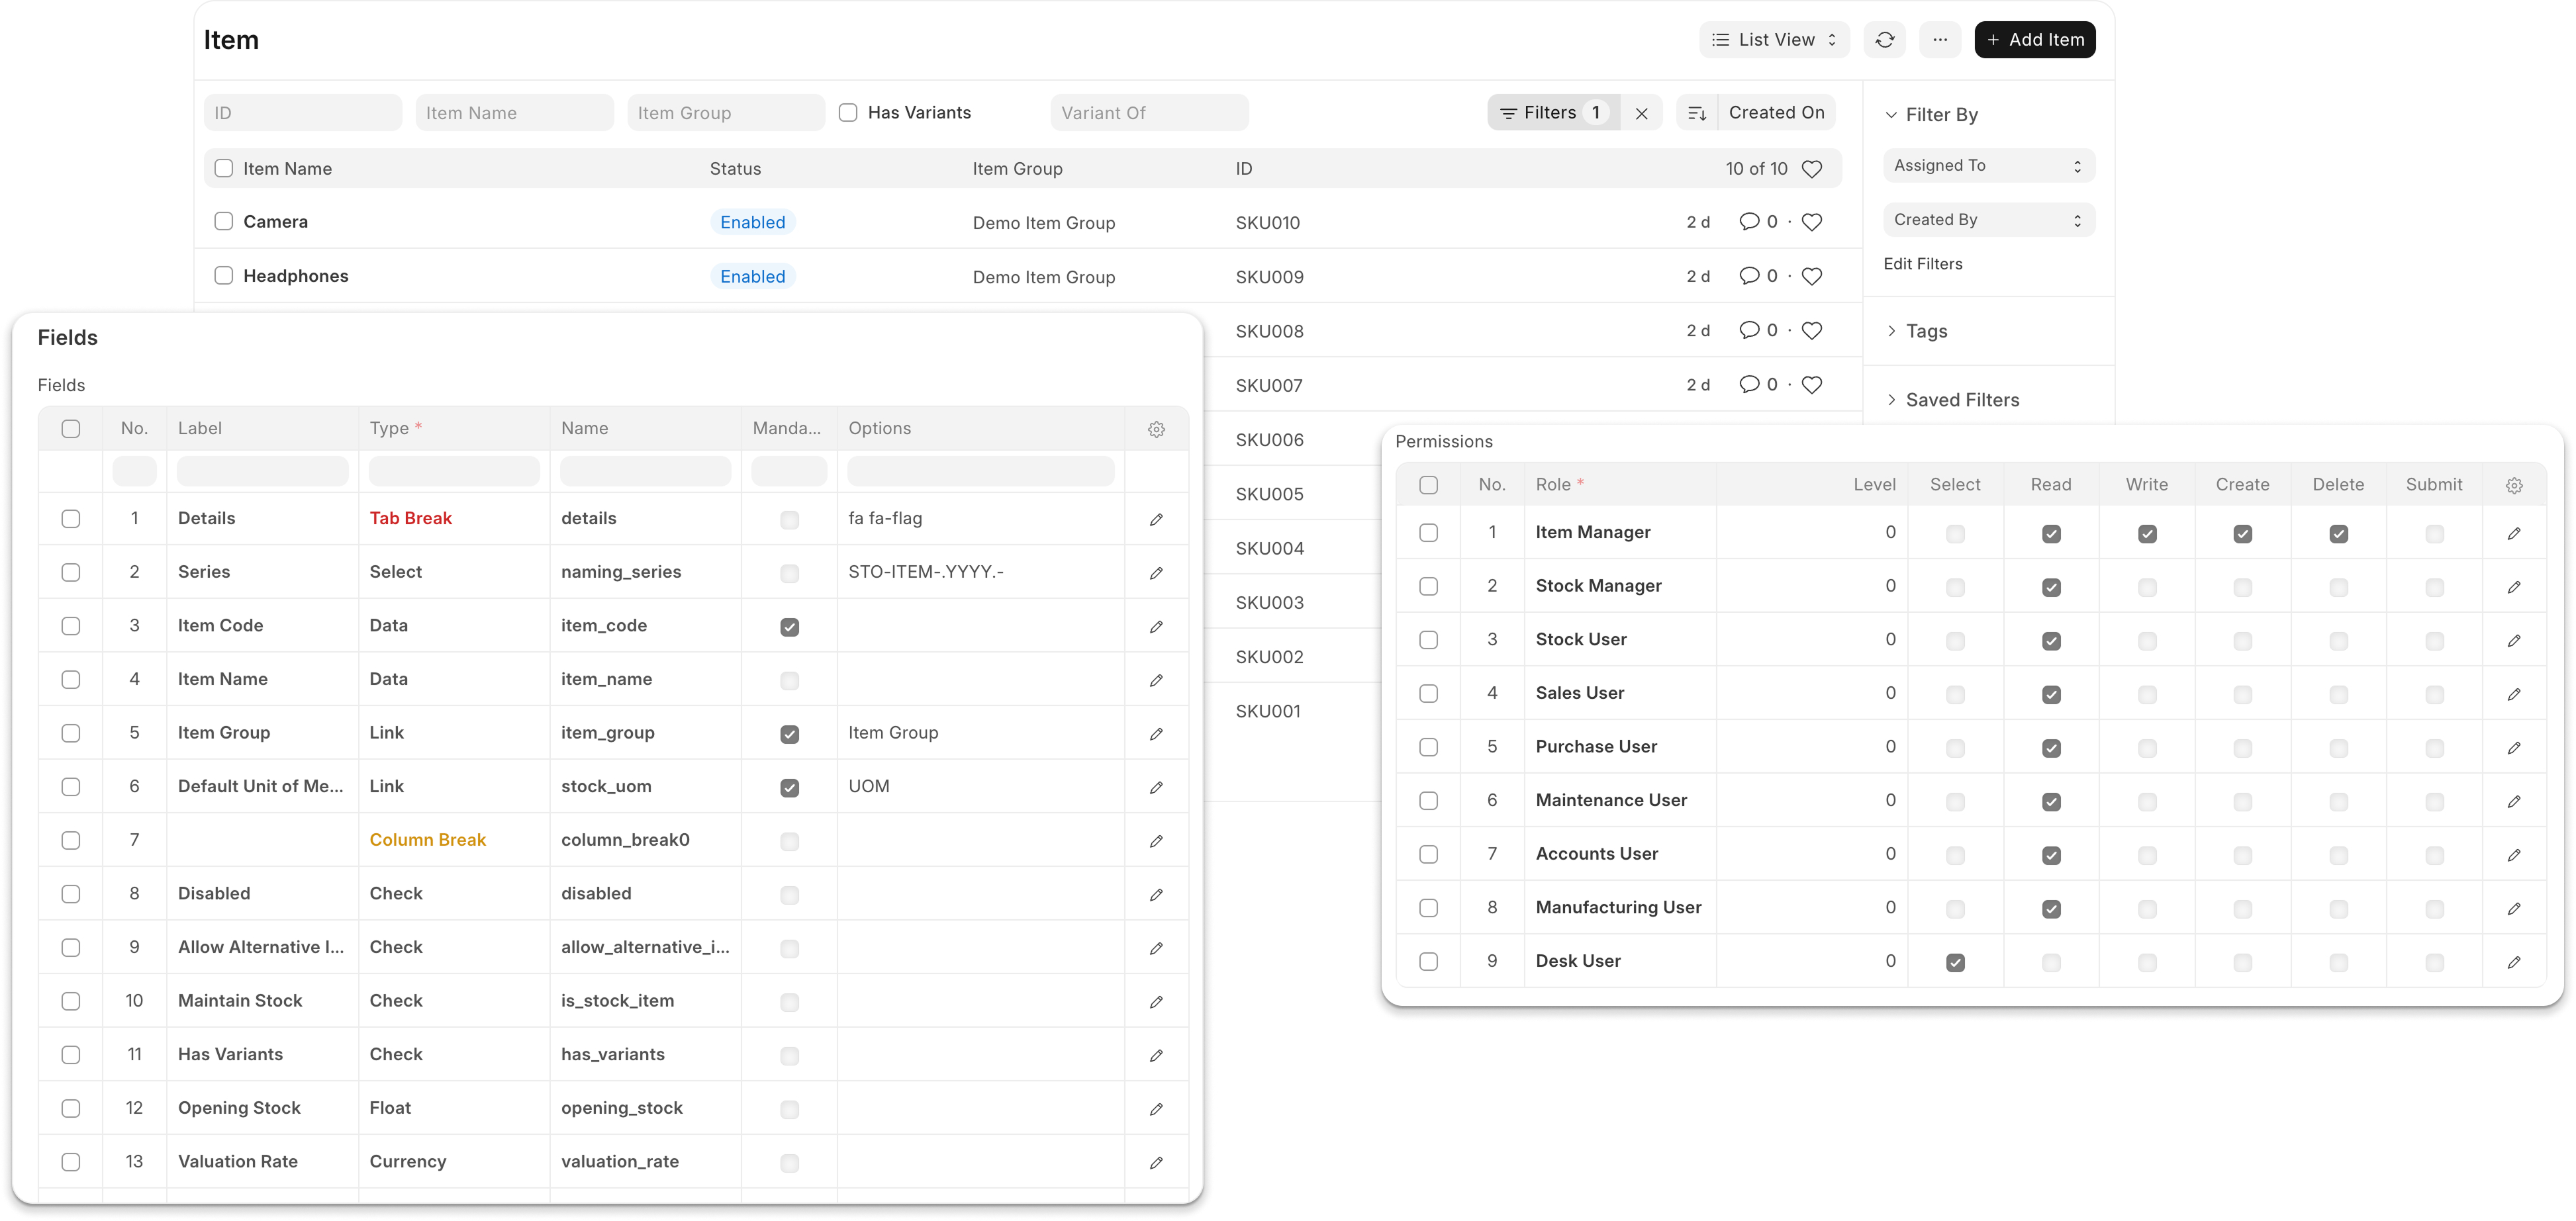 Item
List View
Add Item
ID
Item Name
Item Group
Has Variants
Variant Of
Filters 1
Created On
Item Name Status Item Group ID 10 of 10
Camera Enabled Demo Item Group SKU010 2 d 0 ·
Headphones Enabled Demo Item Group SKU009 2 d 0 ·
SKU008 2 d 0 ·
SKU007 2 d 0 ·
SKU006
SKU005
SKU004
SKU003
SKU002
SKU001
Filter By
Assigned To
Created By
Edit Filters
Tags
Saved Filters
Fields
Fields
No. Label Type * Name Manda... Options
1 Details Tab Break details fa fa-flag
2 Series Select naming_series STO-ITEM-.YYYY.-
3 Item Code Data item_code
4 Item Name Data item_name
5 Item Group Link item_group Item Group
6 Default Unit of Me... Link stock_uom UOM
7 Column Break column_break0
8 Disabled Check disabled
9 Allow Alternative I... Check allow_alternative_i...
10 Maintain Stock Check is_stock_item
11 Has Variants Check has_variants
12 Opening Stock Float opening_stock
13 Valuation Rate Currency valuation_rate
Permissions
No. Role * Level Select Read Write Create Delete Submit
1 Item Manager 0
2 Stock Manager 0
3 Stock User 0
4 Sales User 0
5 Purchase User 0
6 Maintenance User 0
7 Accounts User 0
8 Manufacturing User 0
9 Desk User 0